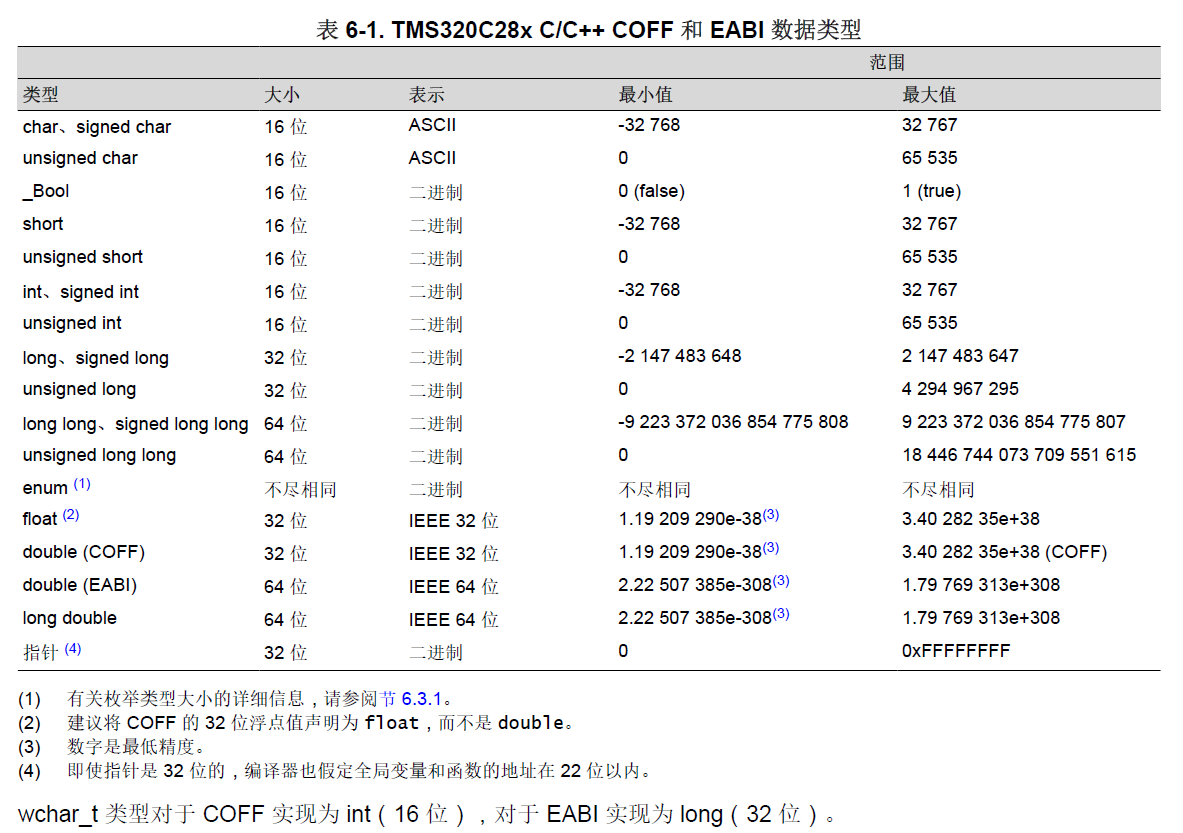 表 6-1. TMS320C28x C/C++ COFF 和 EABI 数据类型
范围
类型 大小 表示 最小值 最大值
char、signed char 16 位 ASCII -32 768 32 767
unsigned char 16 位 ASCII 0 65 535
_Bool 16 位 二进制 0 (false) 1 (true)
short 16 位 二进制 -32 768 32 767
unsigned short 16 位 二进制 0 65 535
int、signed int 16 位 二进制 -32 768 32 767
unsigned int 16 位 二进制 0 65 535
long、signed long 32 位 二进制 -2 147 483 648 2 147 483 647
unsigned long 32 位 二进制 0 4 294 967 295
long long、signed long long 64 位 二进制 -9 223 372 036 854 775 808 9 223 372 036 854 775 807
unsigned long long 64 位 二进制 0 18 446 744 073 709 551 615
enum (1) 不尽相同 二进制 不尽相同 不尽相同
float (2) 32 位 IEEE 32 位 1.19 209 290e-38(3) 3.40 282 35e+38
double (COFF) 32 位 IEEE 32 位 1.19 209 290e-38(3) 3.40 282 35e+38 (COFF)
double (EABI) 64 位 IEEE 64 位 2.22 507 385e-308(3) 1.79 769 313e+308
long double 64 位 IEEE 64 位 2.22 507 385e-308(3) 1.79 769 313e+308
指针 (4) 32 位 二进制 0 0xFFFFFFFF
(1) 有关枚举类型大小的详细信息，请参阅节 6.3.1。
(2) 建议将 COFF 的 32 位浮点值声明为 float，而不是 double。
(3) 数字是最低精度。
(4) 即使指针是 32 位的，编译器也假定全局变量和函数的地址在 22 位以内。
wchar_t 类型对于 COFF 实现为 int（16 位），对于 EABI 实现为 long（32 位）。